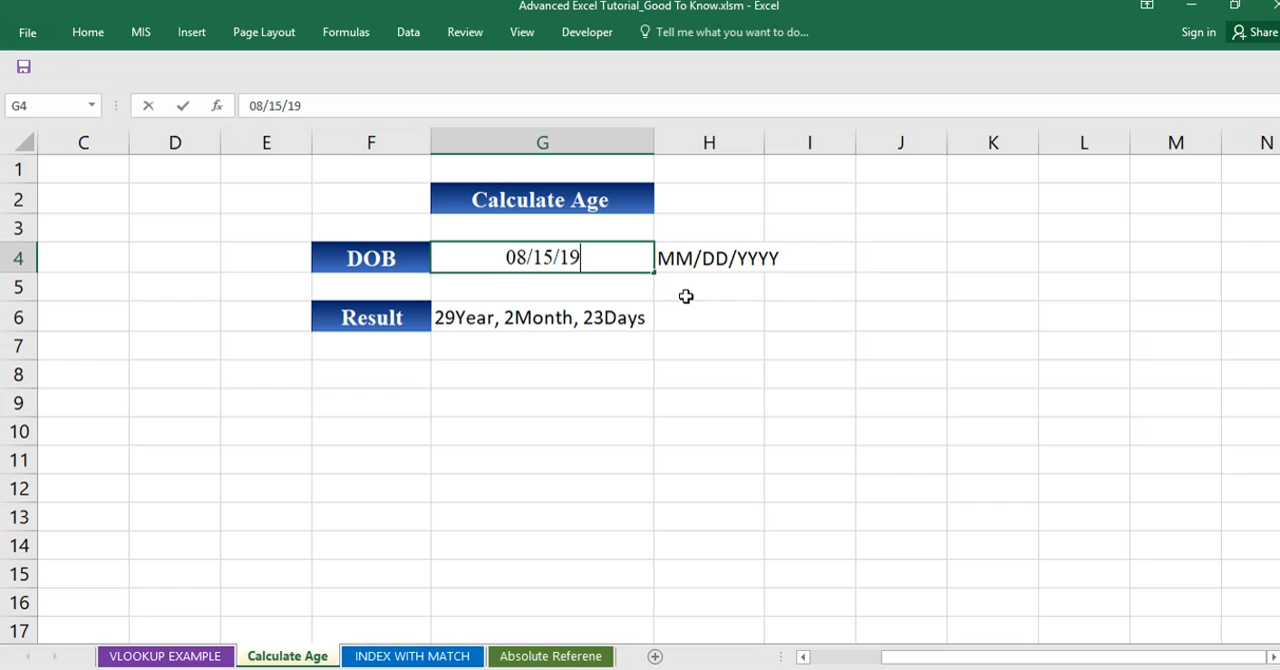 Advanced Excel Tutorial_Good To Know.xlsm - Excel
File Home MIS Insert Page Layout Formulas Data Review View Developer Tell me what you want to do... Sign in Share
G4 fx 08/15/19
C D E F G H I J K L M N
1
2 Calculate Age
3
4 DOB 08/15/19 MM/DD/YYYY
5
6 Result 29Year, 2Month, 23Days
7
8
9
10
11
12
13
14
15
16
17
VLOOKUP EXAMPLE Calculate Age INDEX WITH MATCH Absolute Referene